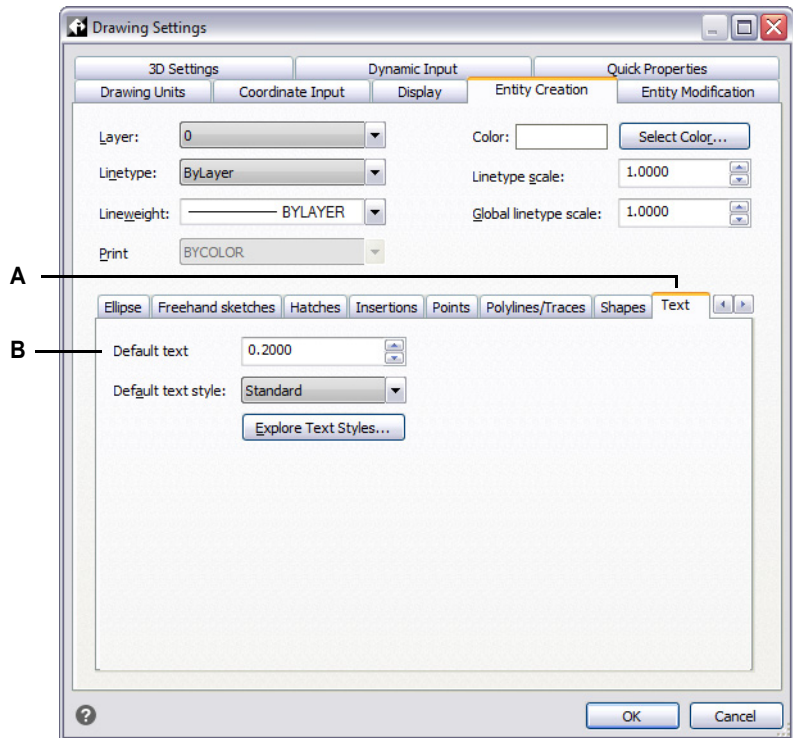 Drawing Settings
3D Settings Dynamic Input Quick Properties
Drawing Units Coordinate Input Display Entity Creation Entity Modification
Layer: 0 Color: Select Color...
Linetype: ByLayer Linetype scale: 1.0000
Lineweight: BYLAYER Global linetype scale: 1.0000
Print BYCOLOR
A
Ellipse Freehand sketches Hatches Insertions Points Polylines/Traces Shapes Text
B Default text 0.2000
Default text style: Standard
Explore Text Styles...
? OK Cancel